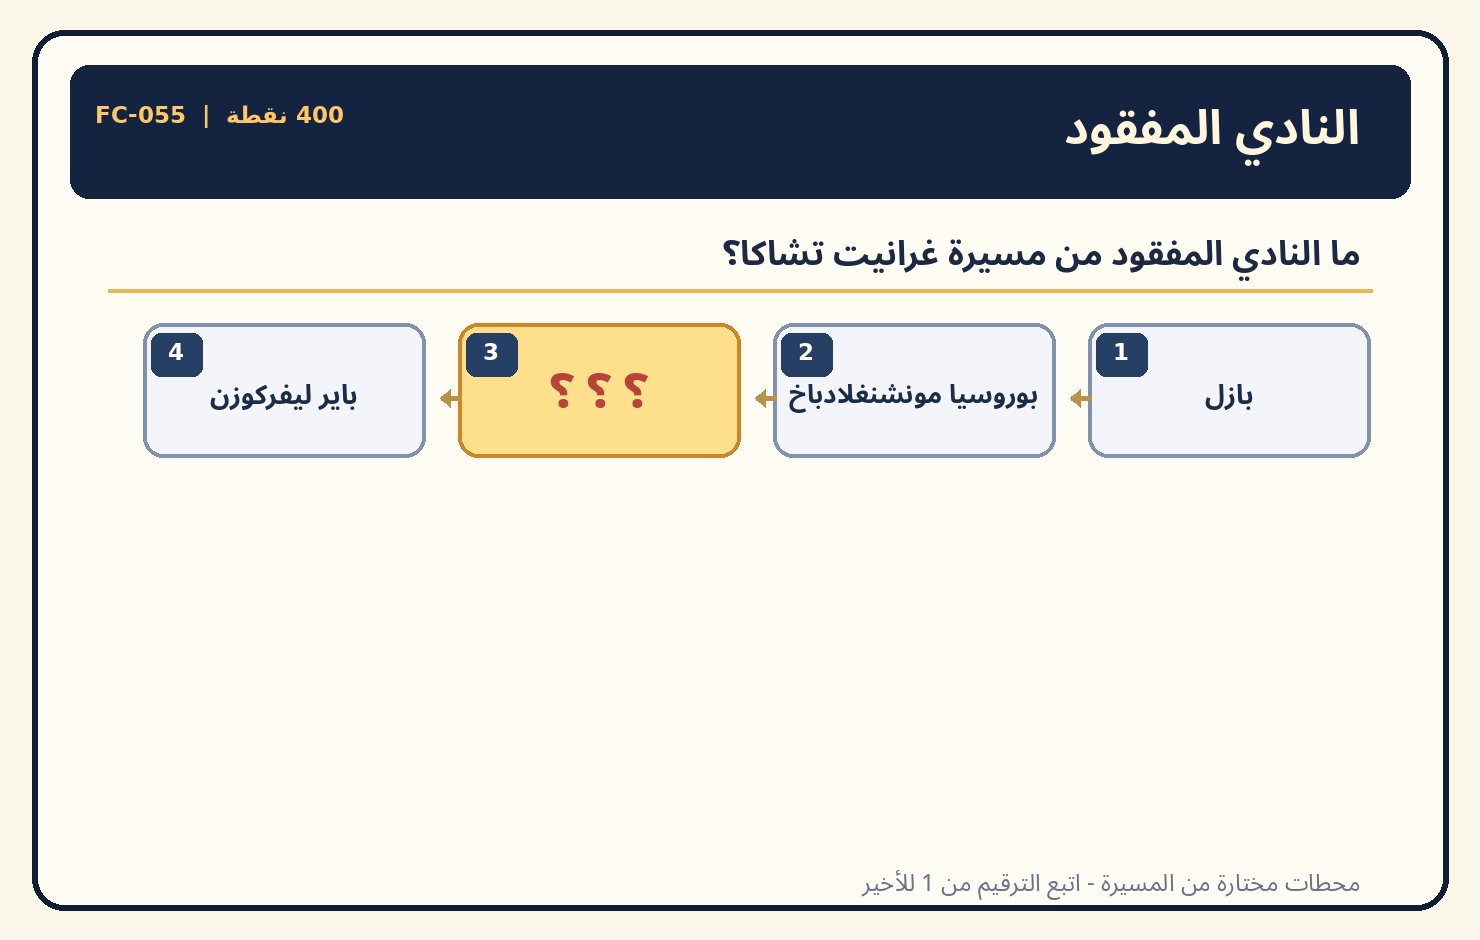 النادي المفقود
400 نقطة | FC-055
ما النادي المفقود من مسيرة غرانيت تشاكا؟
1
بازل
2
بوروسيا مونشنغلادباخ
3
؟ ؟ ؟
4
باير ليفركوزن
محطات مختارة من المسيرة - اتبع الترقيم من 1 للأخير